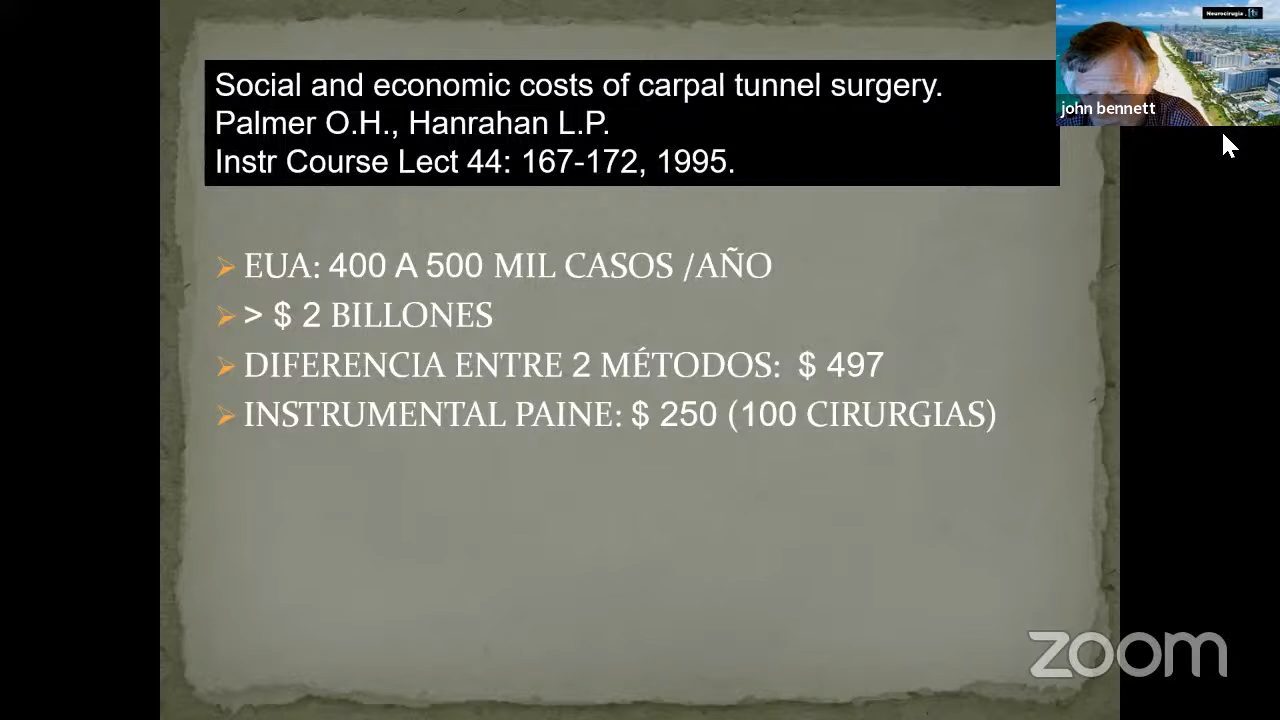 Social and economic costs of carpal tunnel surgery.
Palmer O.H., Hanrahan L.P.
Instr Course Lect 44: 167-172, 1995.
EUA: 400 A 500 MIL CASOS /AÑO
> $ 2 BILLONES
DIFERENCIA ENTRE 2 MÉTODOS: $ 497
INSTRUMENTAL PAINE: $ 250 (100 CIRURGIAS)
Neurocirugia .tv
john bennett
zoom